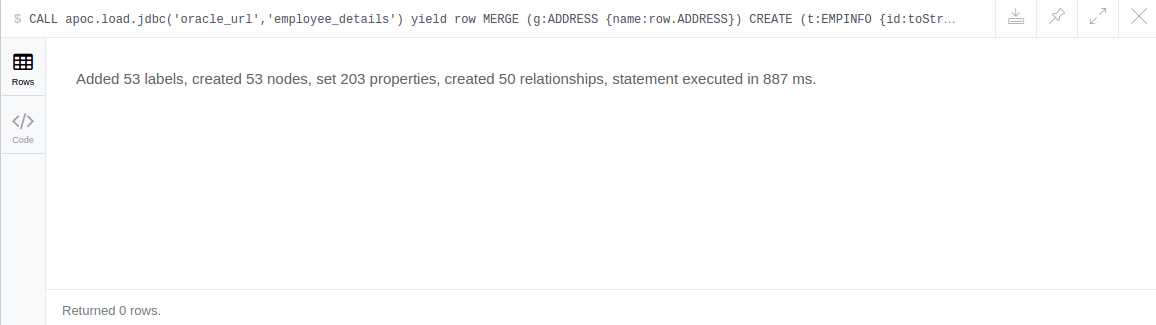 $ CALL apoc.load.jdbc('oracle_url','employee_details') yield row MERGE (g:ADDRESS {name:row.ADDRESS}) CREATE (t:EMPINFO {id:toStr...
Rows
Added 53 labels, created 53 nodes, set 203 properties, created 50 relationships, statement executed in 887 ms.
</>
Code
Returned 0 rows.